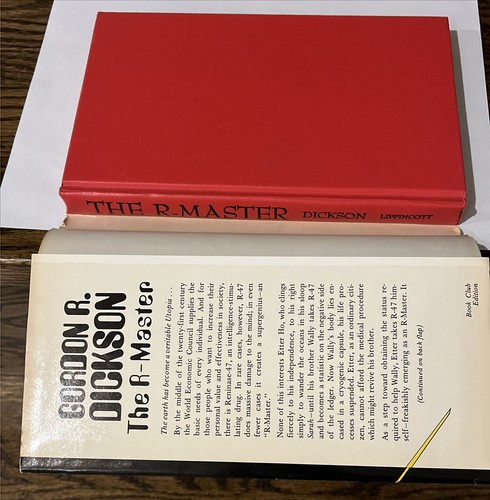 THE R-MASTER DICKSON LIPPINCOTT
GORDON R.
DICKSON
The R-Master
The earth has become a veritable Utopia . . .
By the middle of the twenty-first century
the World Economic Council supplies the
basic needs of every individual. And for
those people who want to increase their
personal value and effectiveness in society,
there is Reninase-47, an intelligence-stimu-
lating drug. In rare cases, however, R-47
does massive damage to the mind; in even
fewer cases it creates a supergenius—an
"R-Master."
None of this interests Etter Ho, who clings
fiercely to his independence, to his right
simply to wander the oceans in his sloop
Sarah—until his brother Wally takes R-47
and becomes a statistic on the negative side
of the ledger. Now Wally's body lies en-
cased in a cryogenic capsule, his life pro-
cesses suspended. Etter, as an ordinary citi-
zen, cannot afford the medical procedure
which might revive his brother.
As a step toward obtaining the status re-
quired to help Wally, Etter takes R-47 him-
self—freakishly emerging as an R-Master. It
(Continued on back flap)
Book Club
Edition